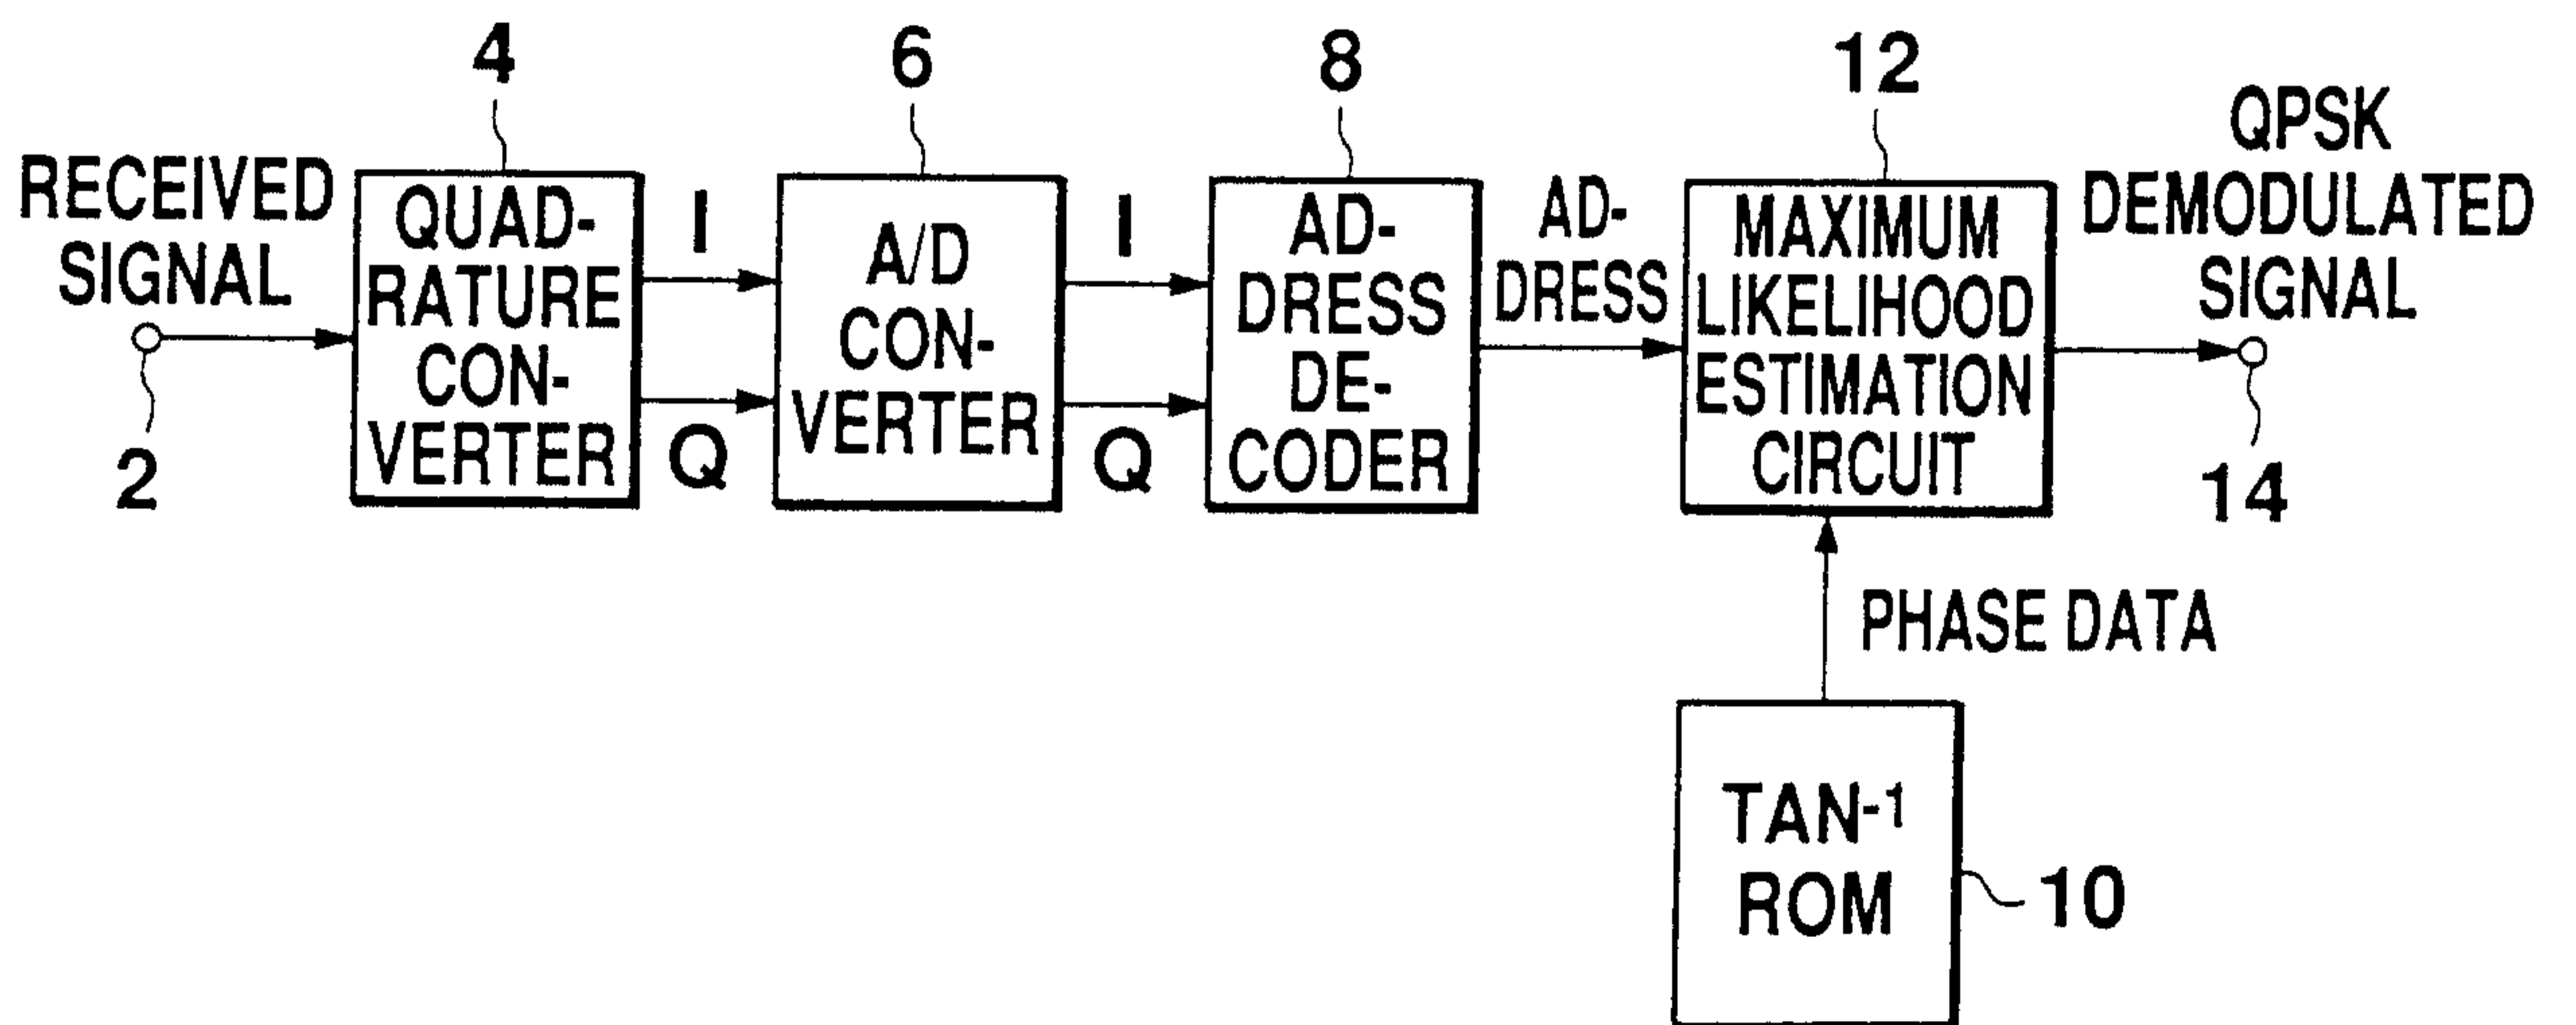 4
6
8
12
RECEIVED
SIGNAL
2
QUAD-
RATURE
CON-
VERTER
I
Q
A/D
CON-
VERTER
I
Q
AD-
DRESS
DE-
CODER
AD-
DRESS
MAXIMUM
LIKELIHOOD
ESTIMATION
CIRCUIT
QPSK
DEMODULATED
SIGNAL
14
PHASE DATA
TAN-1
ROM
10